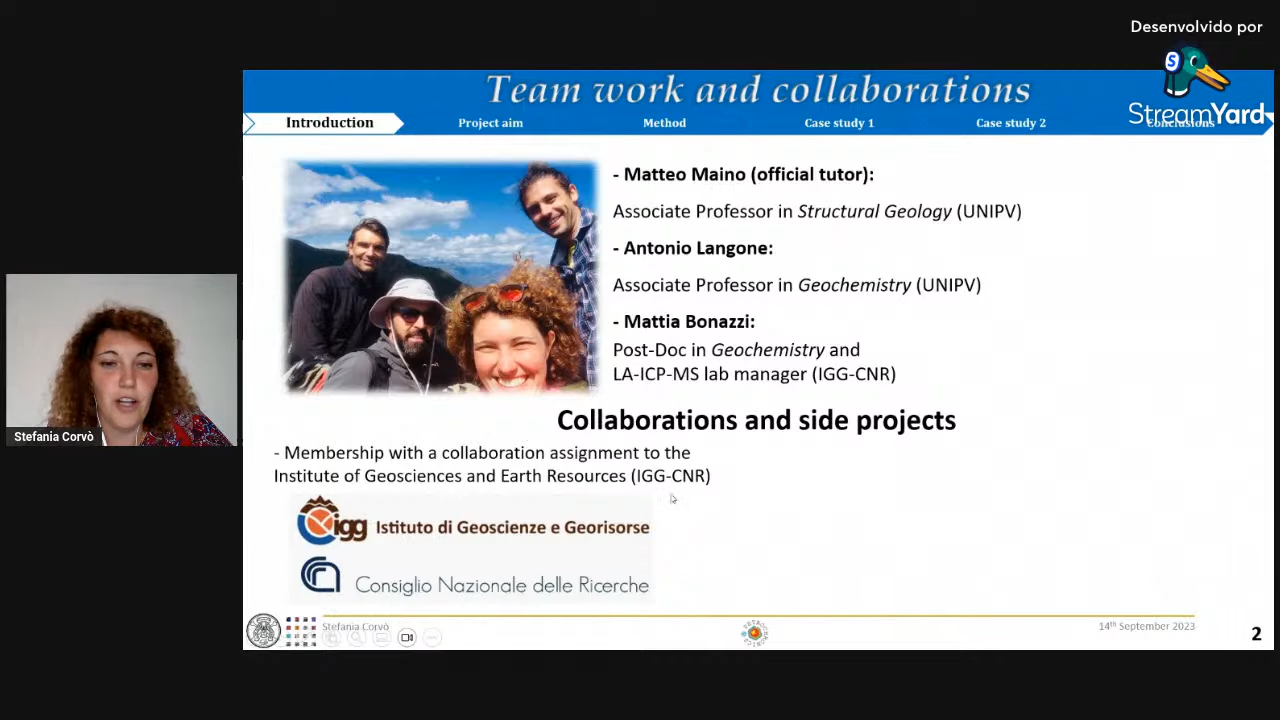 Desenvolvido por
S
StreamYard
Team work and collaborations
Introduction
Project aim
Method
Case study 1
Case study 2
Conclusions
- Matteo Maino (official tutor):
Associate Professor in Structural Geology (UNIPV)
- Antonio Langone:
Associate Professor in Geochemistry (UNIPV)
- Mattia Bonazzi:
Post-Doc in Geochemistry and
LA-ICP-MS lab manager (IGG-CNR)
Stefania Corvò
Collaborations and side projects
- Membership with a collaboration assignment to the
Institute of Geosciences and Earth Resources (IGG-CNR)
igg Istituto di Geoscienze e Georisorse
Consiglio Nazionale delle Ricerche
Stefania Corvò
14th September 2023
2